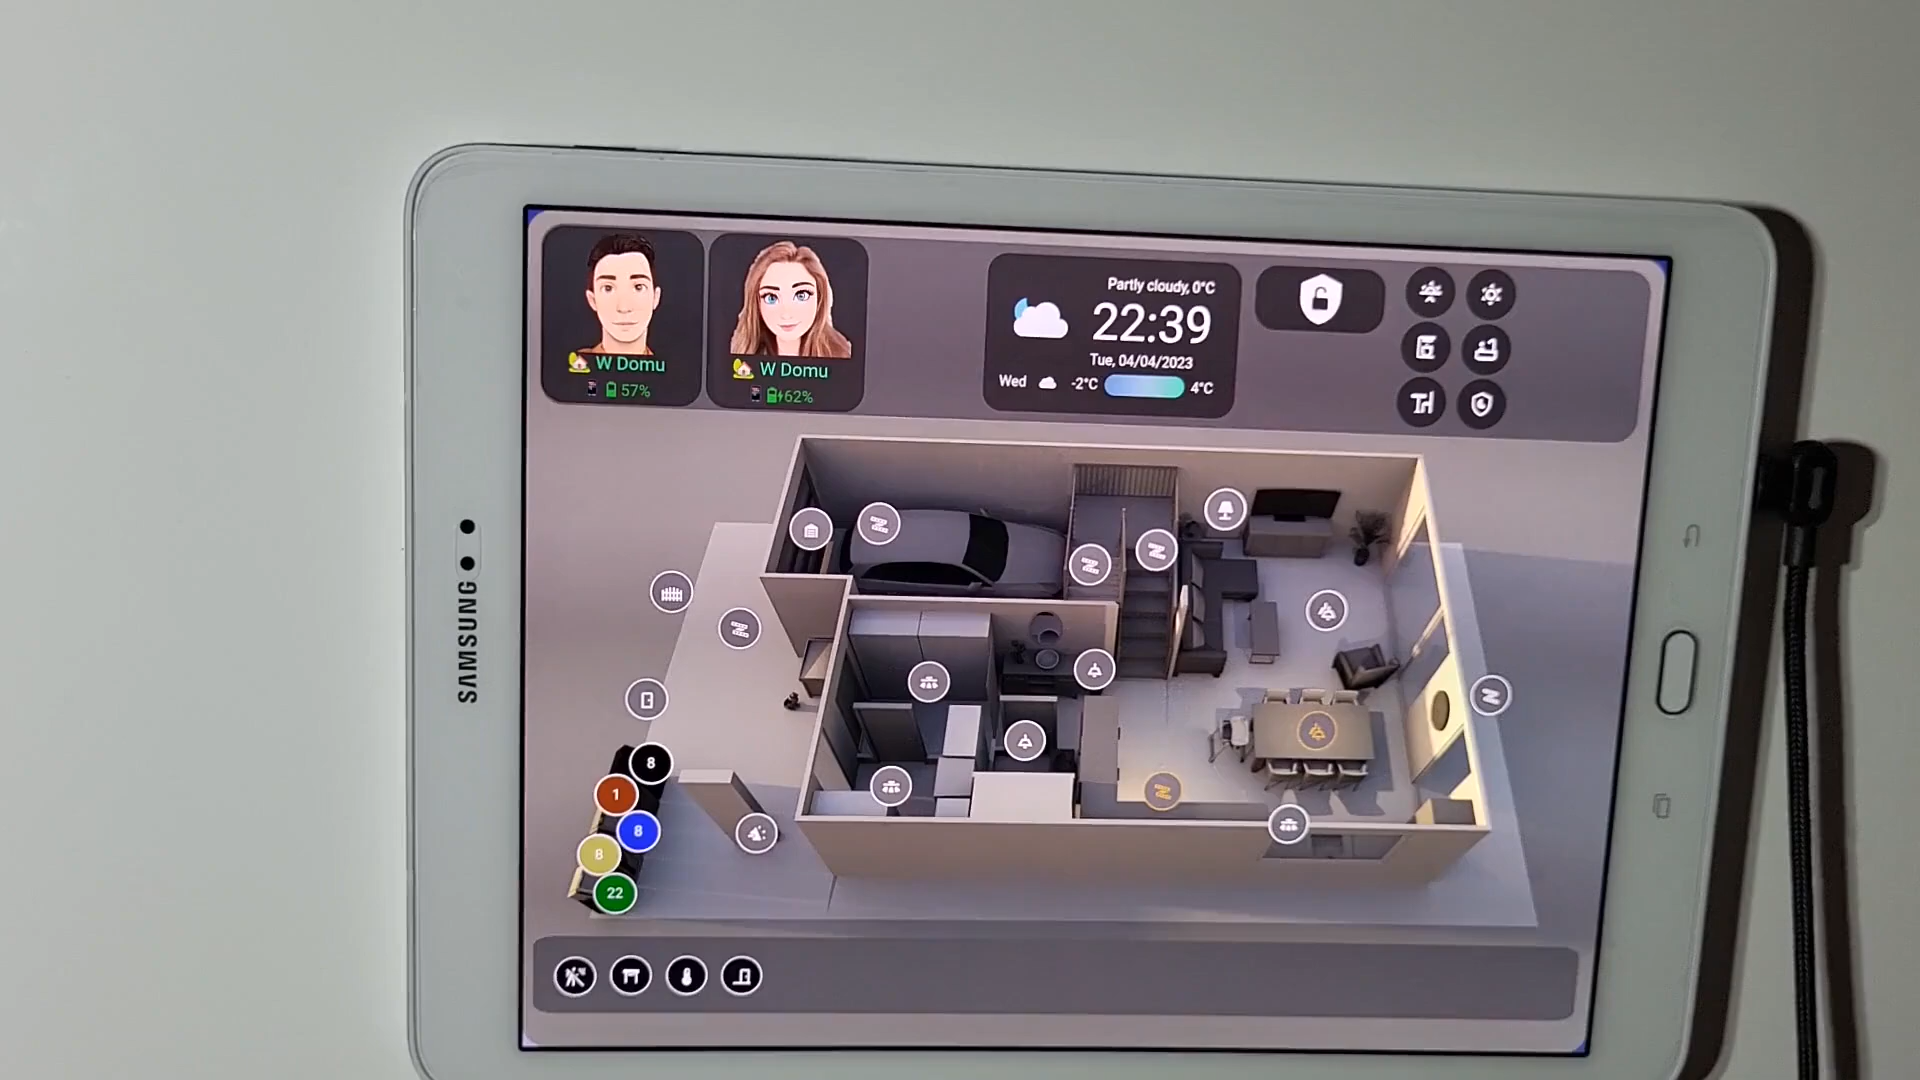 SAMSUNG
W Domu
57%
W Domu
62%
Partly cloudy, 0°C
22:39
Tue, 04/04/2023
Wed -2°C 4°C
8
1
8
8
22